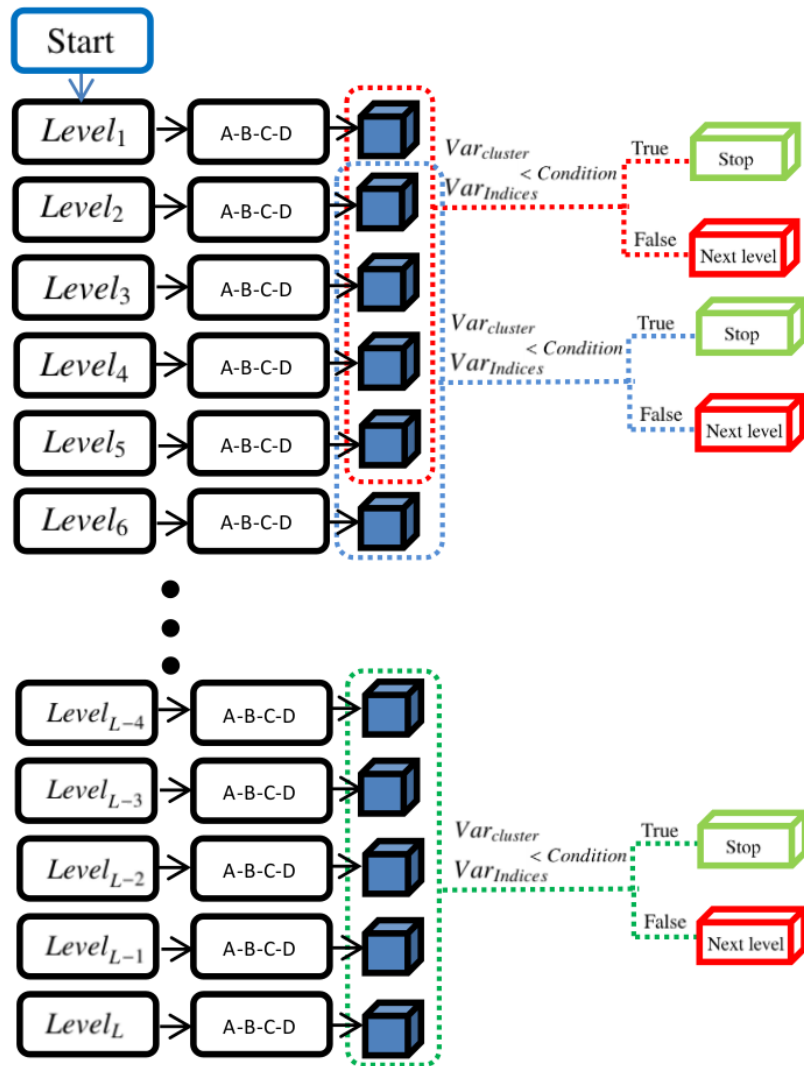 Start
Level₁
A-B-C-D
Var_cluster
Var_Indices
< Condition
True
Stop
False
Next level
Level₂
A-B-C-D
Level₃
A-B-C-D
Var_cluster
Var_Indices
< Condition
True
Stop
False
Next level
Level₄
A-B-C-D
Level₅
A-B-C-D
Level₆
A-B-C-D
Level_L−4
A-B-C-D
Level_L−3
A-B-C-D
Var_cluster
Var_Indices
< Condition
True
Stop
False
Next level
Level_L−2
A-B-C-D
Level_L−1
A-B-C-D
Level_L
A-B-C-D